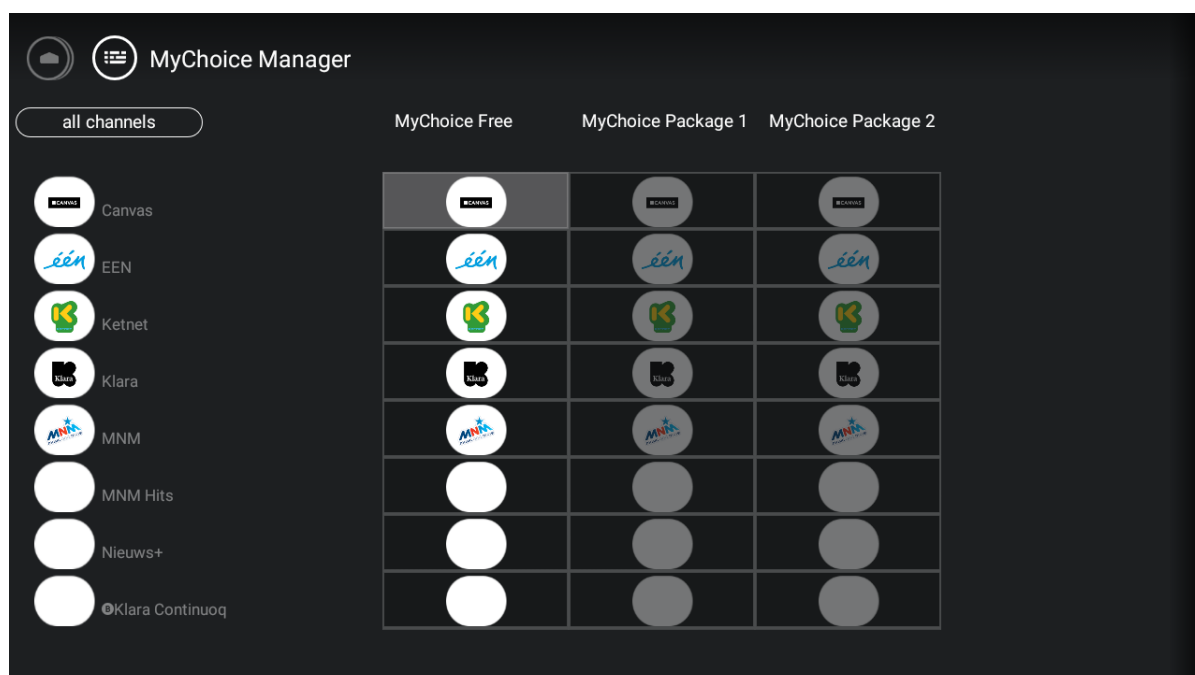 MyChoice Manager
all channels
MyChoice Free MyChoice Package 1 MyChoice Package 2
CANVAS Canvas CANVAS CANVAS CANVAS
één EEN één één één
K Ketnet K K K
Klara Klara Klara Klara Klara
MNM MNM MNM MNM MNM
MNM Hits
Nieuws+
🅑Klara Continuoq